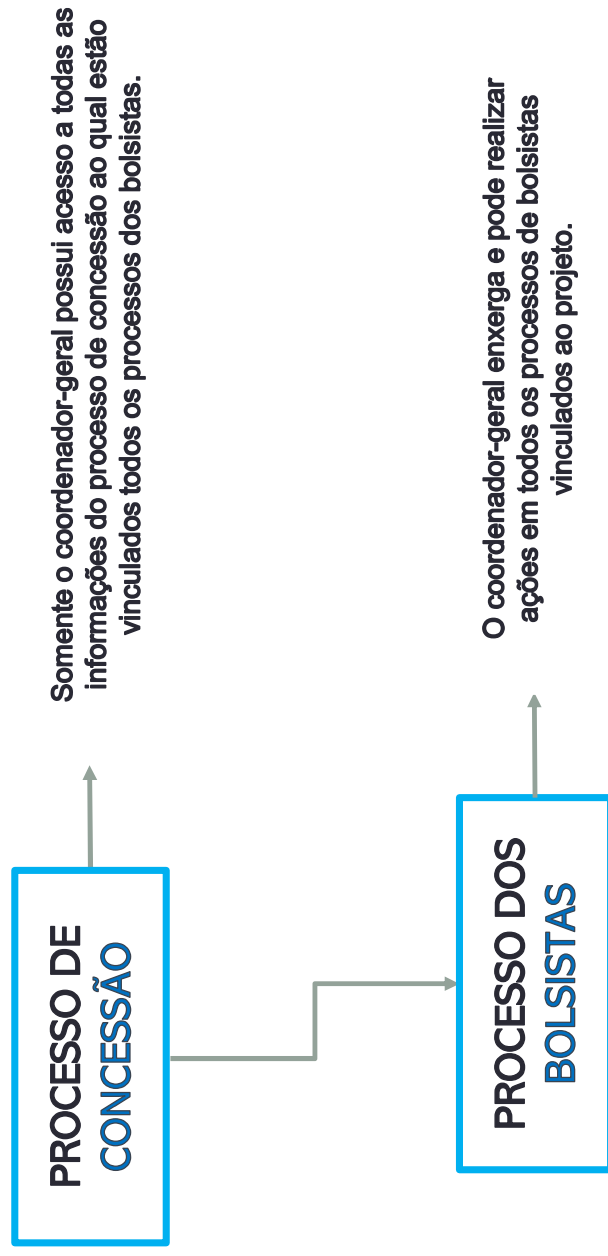 PROCESSO DE
CONCESSÃO
Somente o coordenador-geral possui acesso a todas as
informações do processo de concessão ao qual estão
vinculados todos os processos dos bolsistas.
PROCESSO DOS
BOLSISTAS
O coordenador-geral enxerga e pode realizar
ações em todos os processos de bolsistas
vinculados ao projeto.